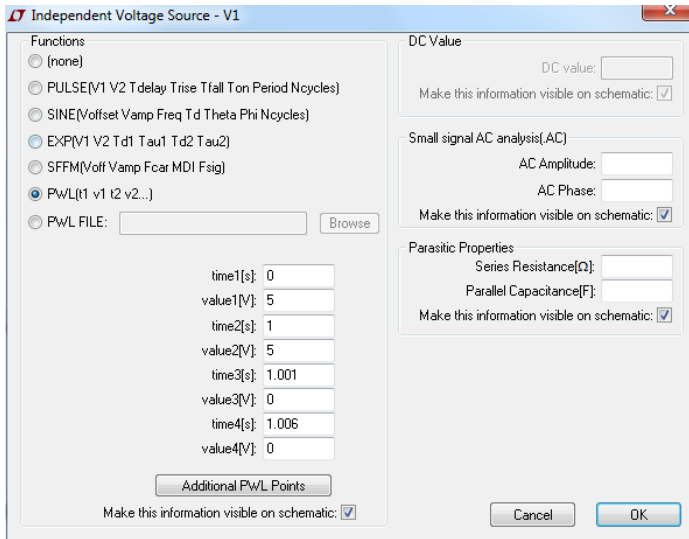 Independent Voltage Source - V1
Functions
(none)
PULSE(V1 V2 Tdelay Trise Tfall Ton Period Ncycles)
SINE(Voffset Vamp Freq Td Theta Phi Ncycles)
EXP(V1 V2 Td1 Tau1 Td2 Tau2)
SFFM(Voff Vamp Fcar MDI Fsig)
PWL(t1 v1 t2 v2...)
PWL FILE: Browse
time1[s]: 0
value1[V]: 5
time2[s]: 1
value2[V]: 5
time3[s]: 1.001
value3[V]: 0
time4[s]: 1.006
value4[V]: 0
Additional PWL Points
Make this information visible on schematic:
DC Value
DC value:
Make this information visible on schematic:
Small signal AC analysis(.AC)
AC Amplitude:
AC Phase:
Make this information visible on schematic:
Parasitic Properties
Series Resistance[Ω]:
Parallel Capacitance[F]:
Make this information visible on schematic:
Cancel OK